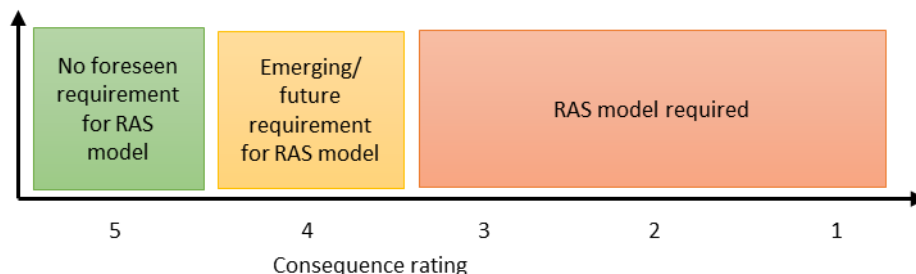 No foreseen
requirement
for RAS
model
Emerging/
future
requirement
for RAS model
RAS model required
5 4 3 2 1
Consequence rating